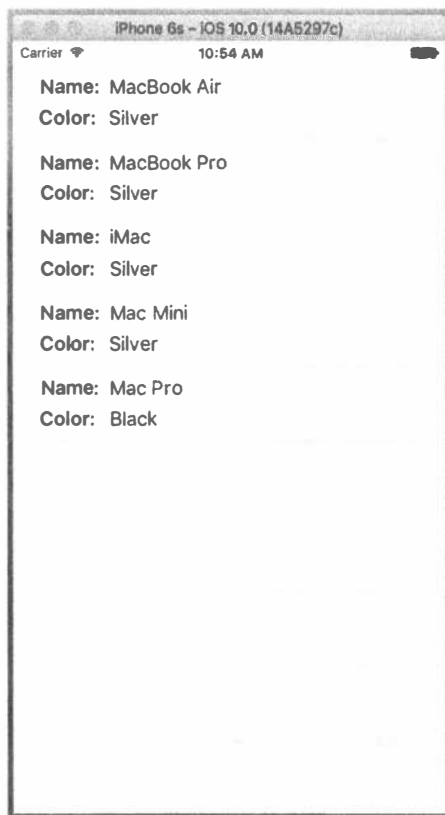 iPhone 6s – iOS 10.0 (14A5297c)
Carrier 10:54 AM
Name: MacBook Air
Color: Silver
Name: MacBook Pro
Color: Silver
Name: iMac
Color: Silver
Name: Mac Mini
Color: Silver
Name: Mac Pro
Color: Black